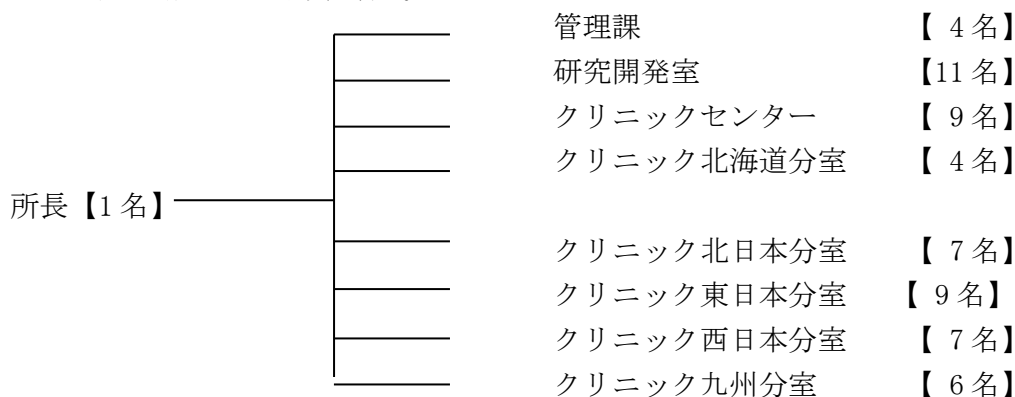 管理課 【 4名】
研究開発室 【11名】
クリニックセンター 【 9名】
クリニック北海道分室 【 4名】
所長【1名】
クリニック北日本分室 【 7名】
クリニック東日本分室 【 9名】
クリニック西日本分室 【 7名】
クリニック九州分室 【 6名】